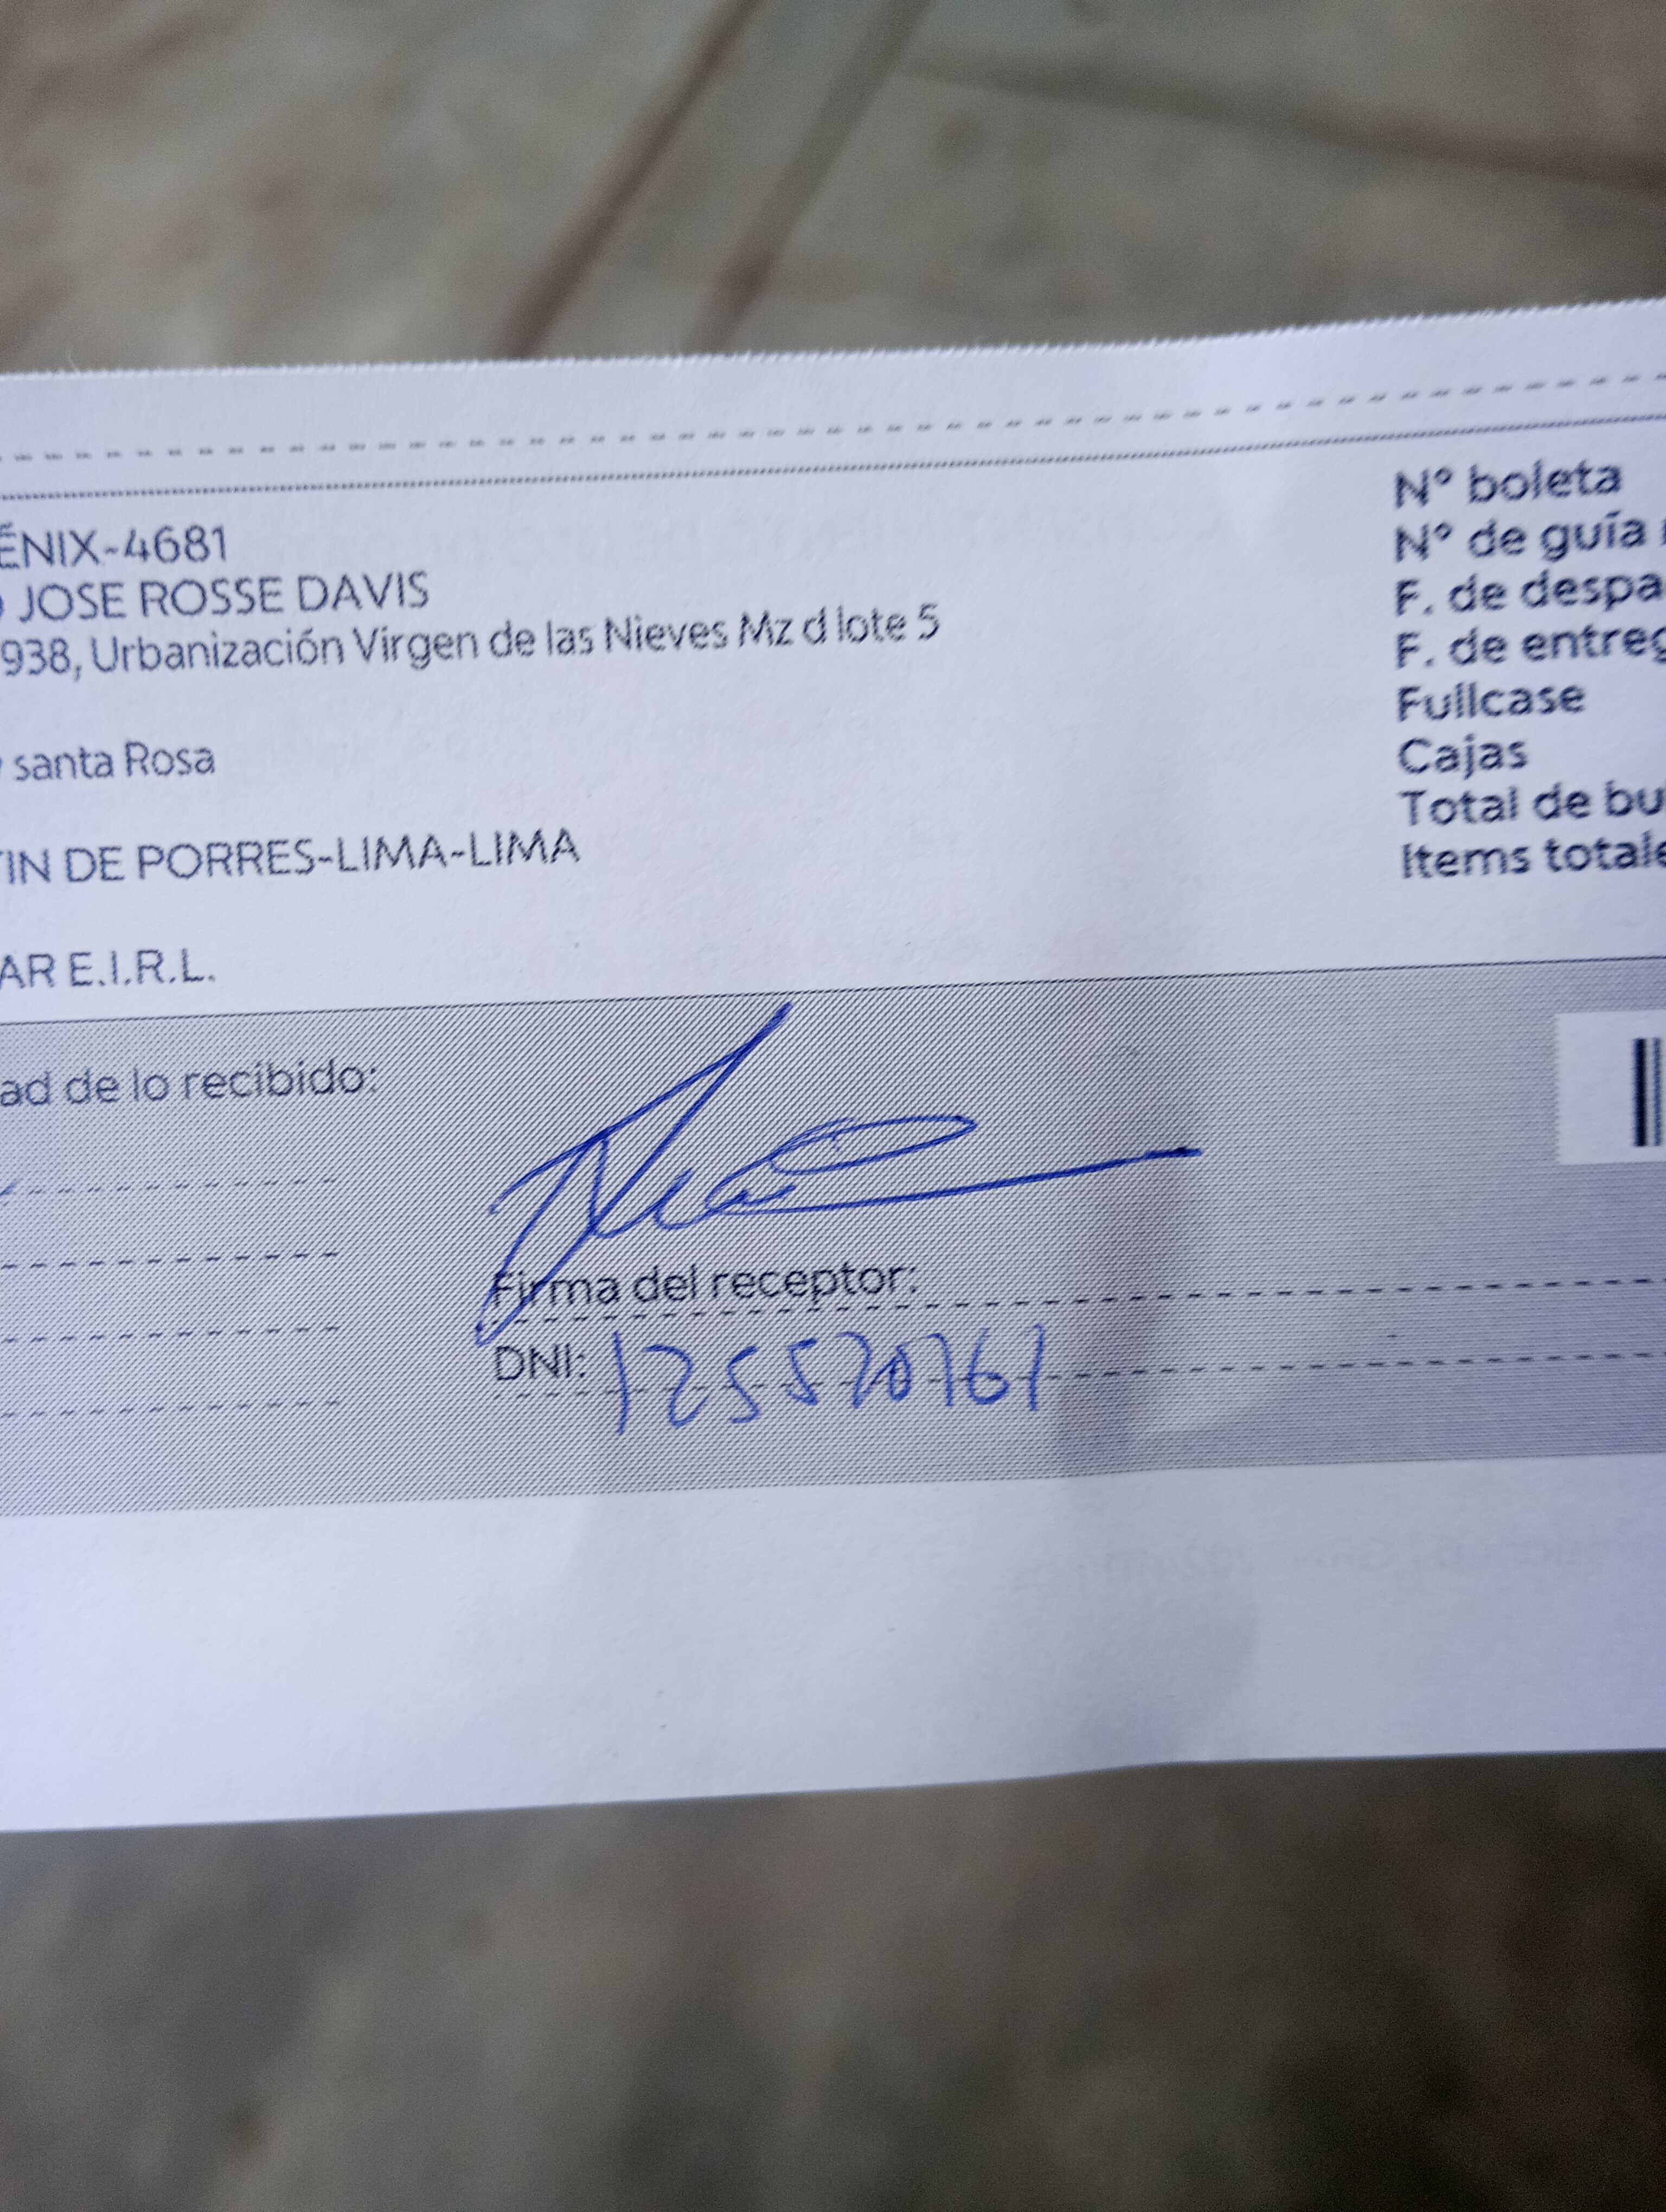 ÉNIX-4681
JOSE ROSSE DAVIS
938, Urbanización Virgen de las Nieves Mz d lote 5
santa Rosa
TIN DE PORRES-LIMA-LIMA
AR E.I.R.L.
N° boleta
N° de guía
F. de despa
F. de entreg
Fullcase
Cajas
Total de bu
Items totale
ad de lo recibido:
Firma del receptor:
DNI: 125570761